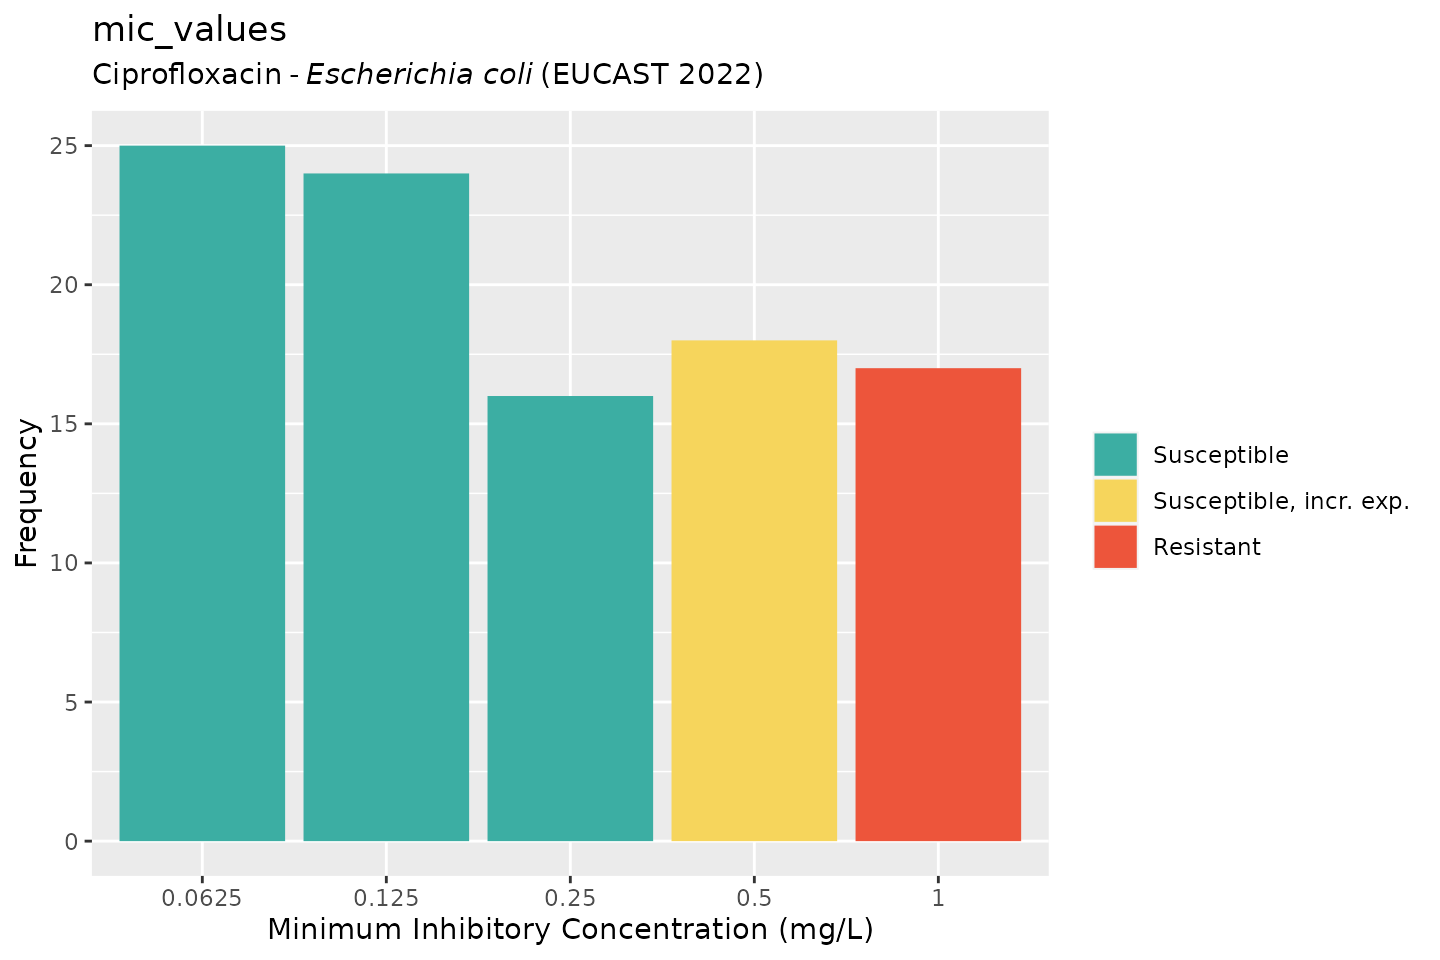 mic_values
Ciprofloxacin - Escherichia coli (EUCAST 2022)
Frequency
25
20
15
10
5
0
0.0625 0.125 0.25 0.5 1
Minimum Inhibitory Concentration (mg/L)
Susceptible
Susceptible, incr. exp.
Resistant